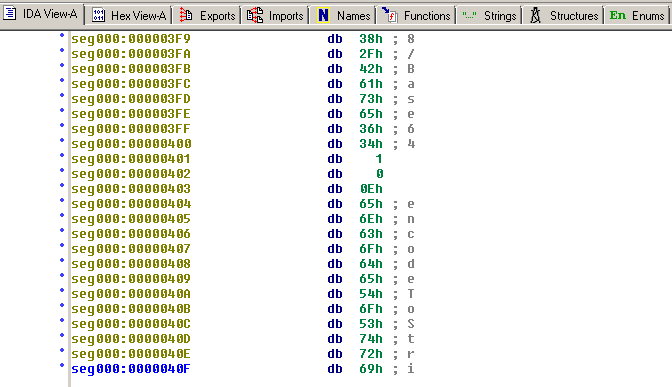 IDA View-A Hex View-A Exports Imports N Names Functions "..." Strings Structures En Enums
seg000:000003F9 db 38h ; 8
seg000:000003FA db 2Fh ; /
seg000:000003FB db 42h ; B
seg000:000003FC db 61h ; a
seg000:000003FD db 73h ; s
seg000:000003FE db 65h ; e
seg000:000003FF db 36h ; 6
seg000:00000400 db 34h ; 4
seg000:00000401 db 1
seg000:00000402 db 0
seg000:00000403 db 0Eh
seg000:00000404 db 65h ; e
seg000:00000405 db 6Eh ; n
seg000:00000406 db 63h ; c
seg000:00000407 db 6Fh ; o
seg000:00000408 db 64h ; d
seg000:00000409 db 65h ; e
seg000:0000040A db 54h ; T
seg000:0000040B db 6Fh ; o
seg000:0000040C db 53h ; S
seg000:0000040D db 74h ; t
seg000:0000040E db 72h ; r
seg000:0000040F db 69h ; i